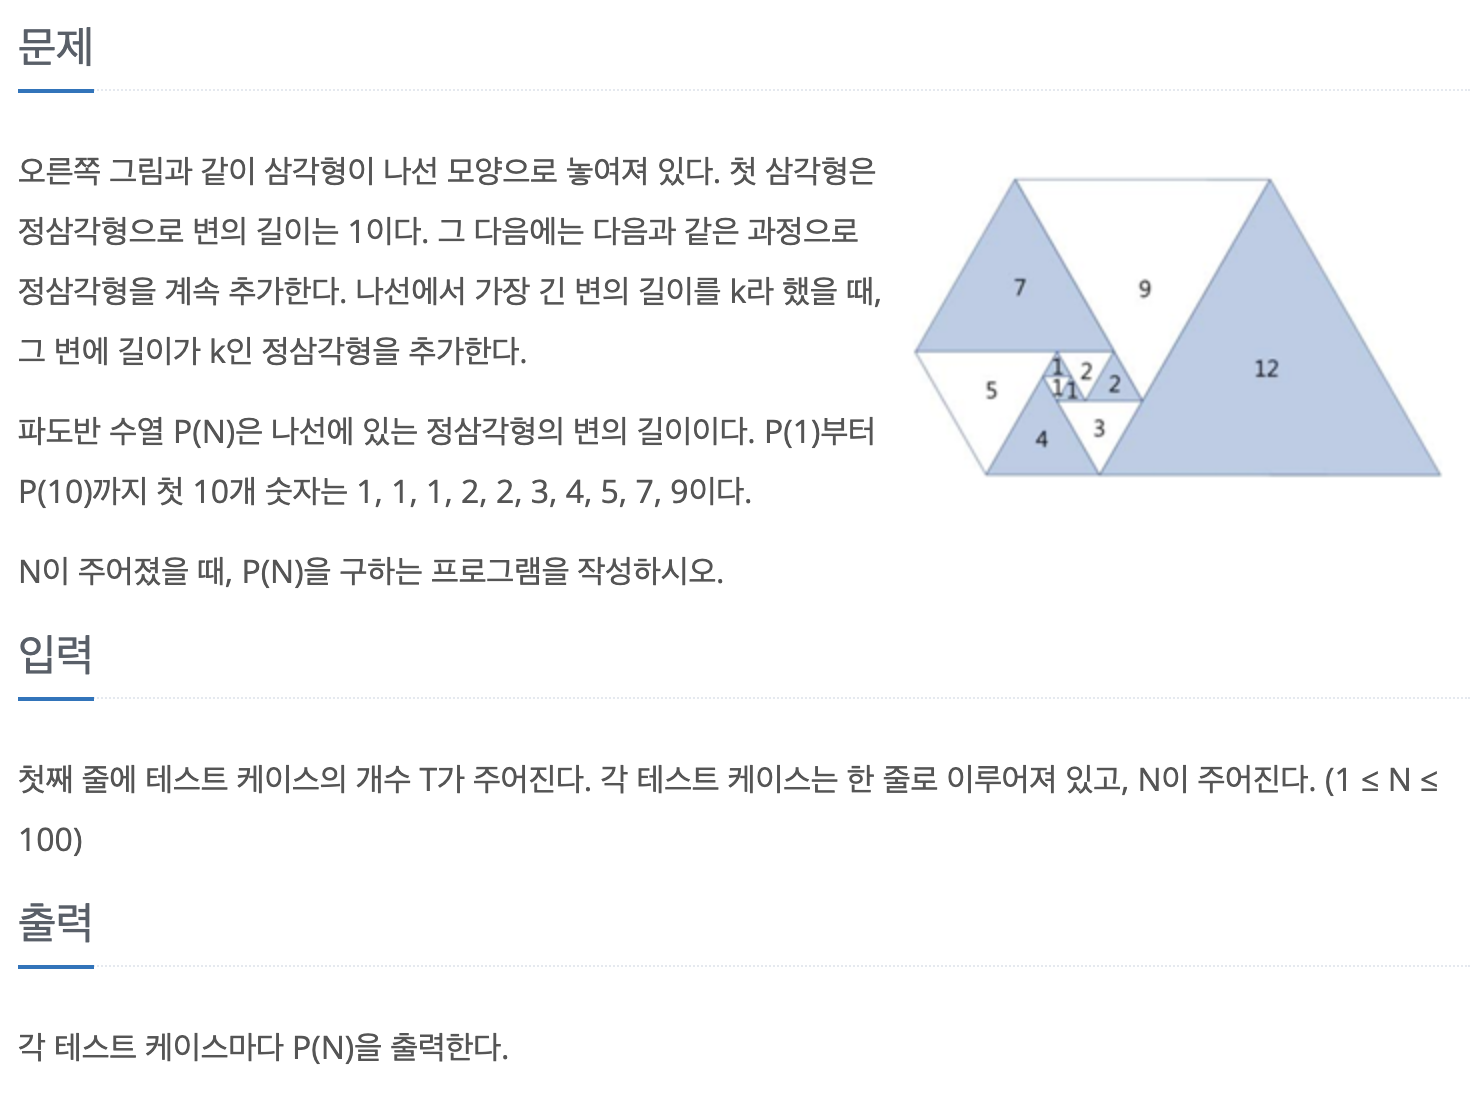 문제
오른쪽 그림과 같이 삼각형이 나선 모양으로 놓여져 있다. 첫 삼각형은
정삼각형으로 변의 길이는 1이다. 그 다음에는 다음과 같은 과정으로
정삼각형을 계속 추가한다. 나선에서 가장 긴 변의 길이를 k라 했을 때,
그 변에 길이가 k인 정삼각형을 추가한다.
파도반 수열 P(N)은 나선에 있는 정삼각형의 변의 길이이다. P(1)부터
P(10)까지 첫 10개 숫자는 1, 1, 1, 2, 2, 3, 4, 5, 7, 9이다.
N이 주어졌을 때, P(N)을 구하는 프로그램을 작성하시오.
7
9
12
1
2
2
5
1
1
3
4
입력
첫째 줄에 테스트 케이스의 개수 T가 주어진다. 각 테스트 케이스는 한 줄로 이루어져 있고, N이 주어진다. (1 ≤ N ≤
100)
출력
각 테스트 케이스마다 P(N)을 출력한다.